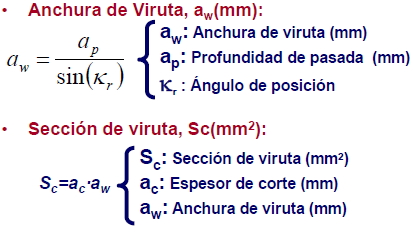 • Anchura de Viruta, aw(mm):
aw = ap / sin(κr)
aw: Anchura de viruta (mm)
ap: Profundidad de pasada (mm)
κr : Ángulo de posición
• Sección de viruta, Sc(mm²):
Sc=ac·aw
Sc: Sección de viruta (mm²)
ac: Espesor de corte (mm)
aw: Anchura de viruta (mm)